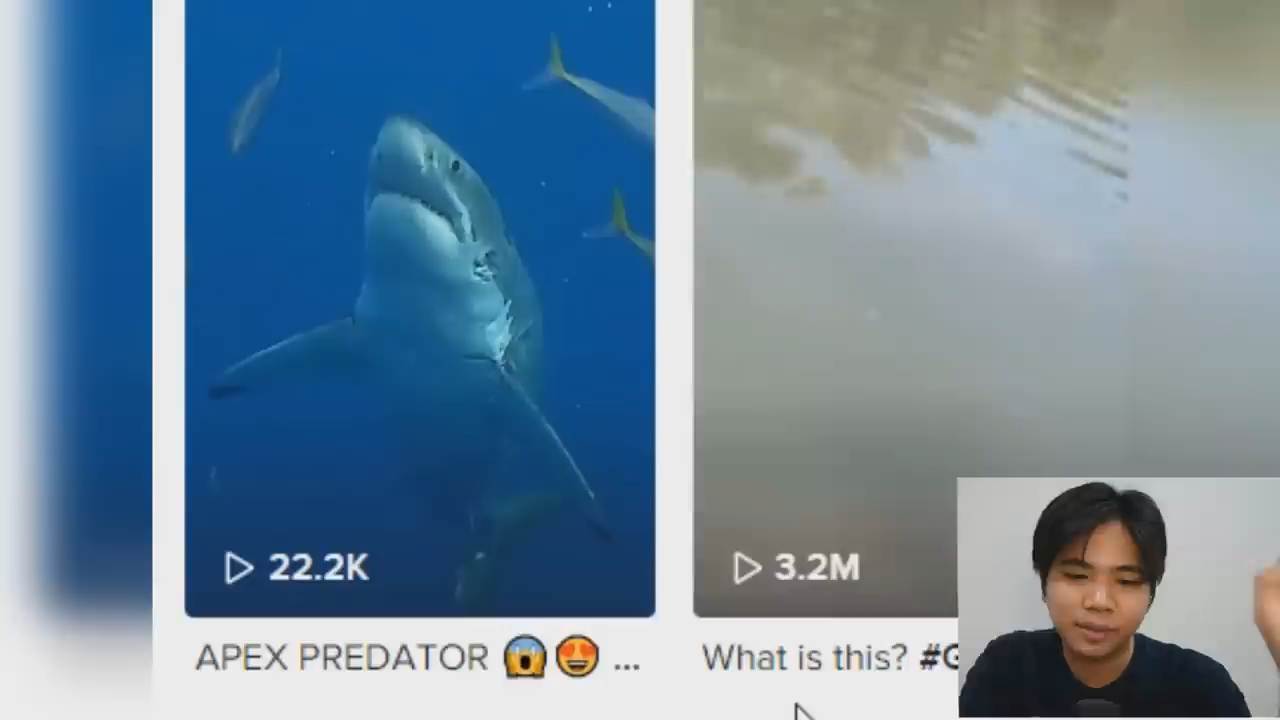 22.2K
3.2M
APEX PREDATOR 😱😍 ...
What is this? #G